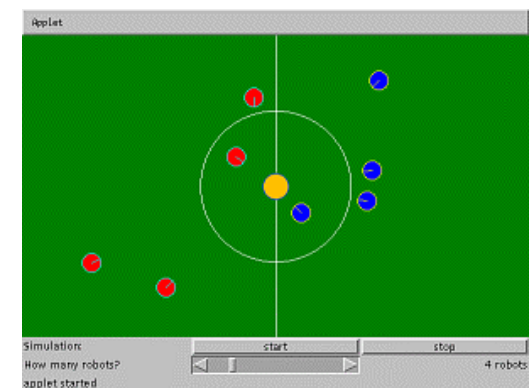 Applet
Simulation: start stop
How many robots? 4 robots
applet started